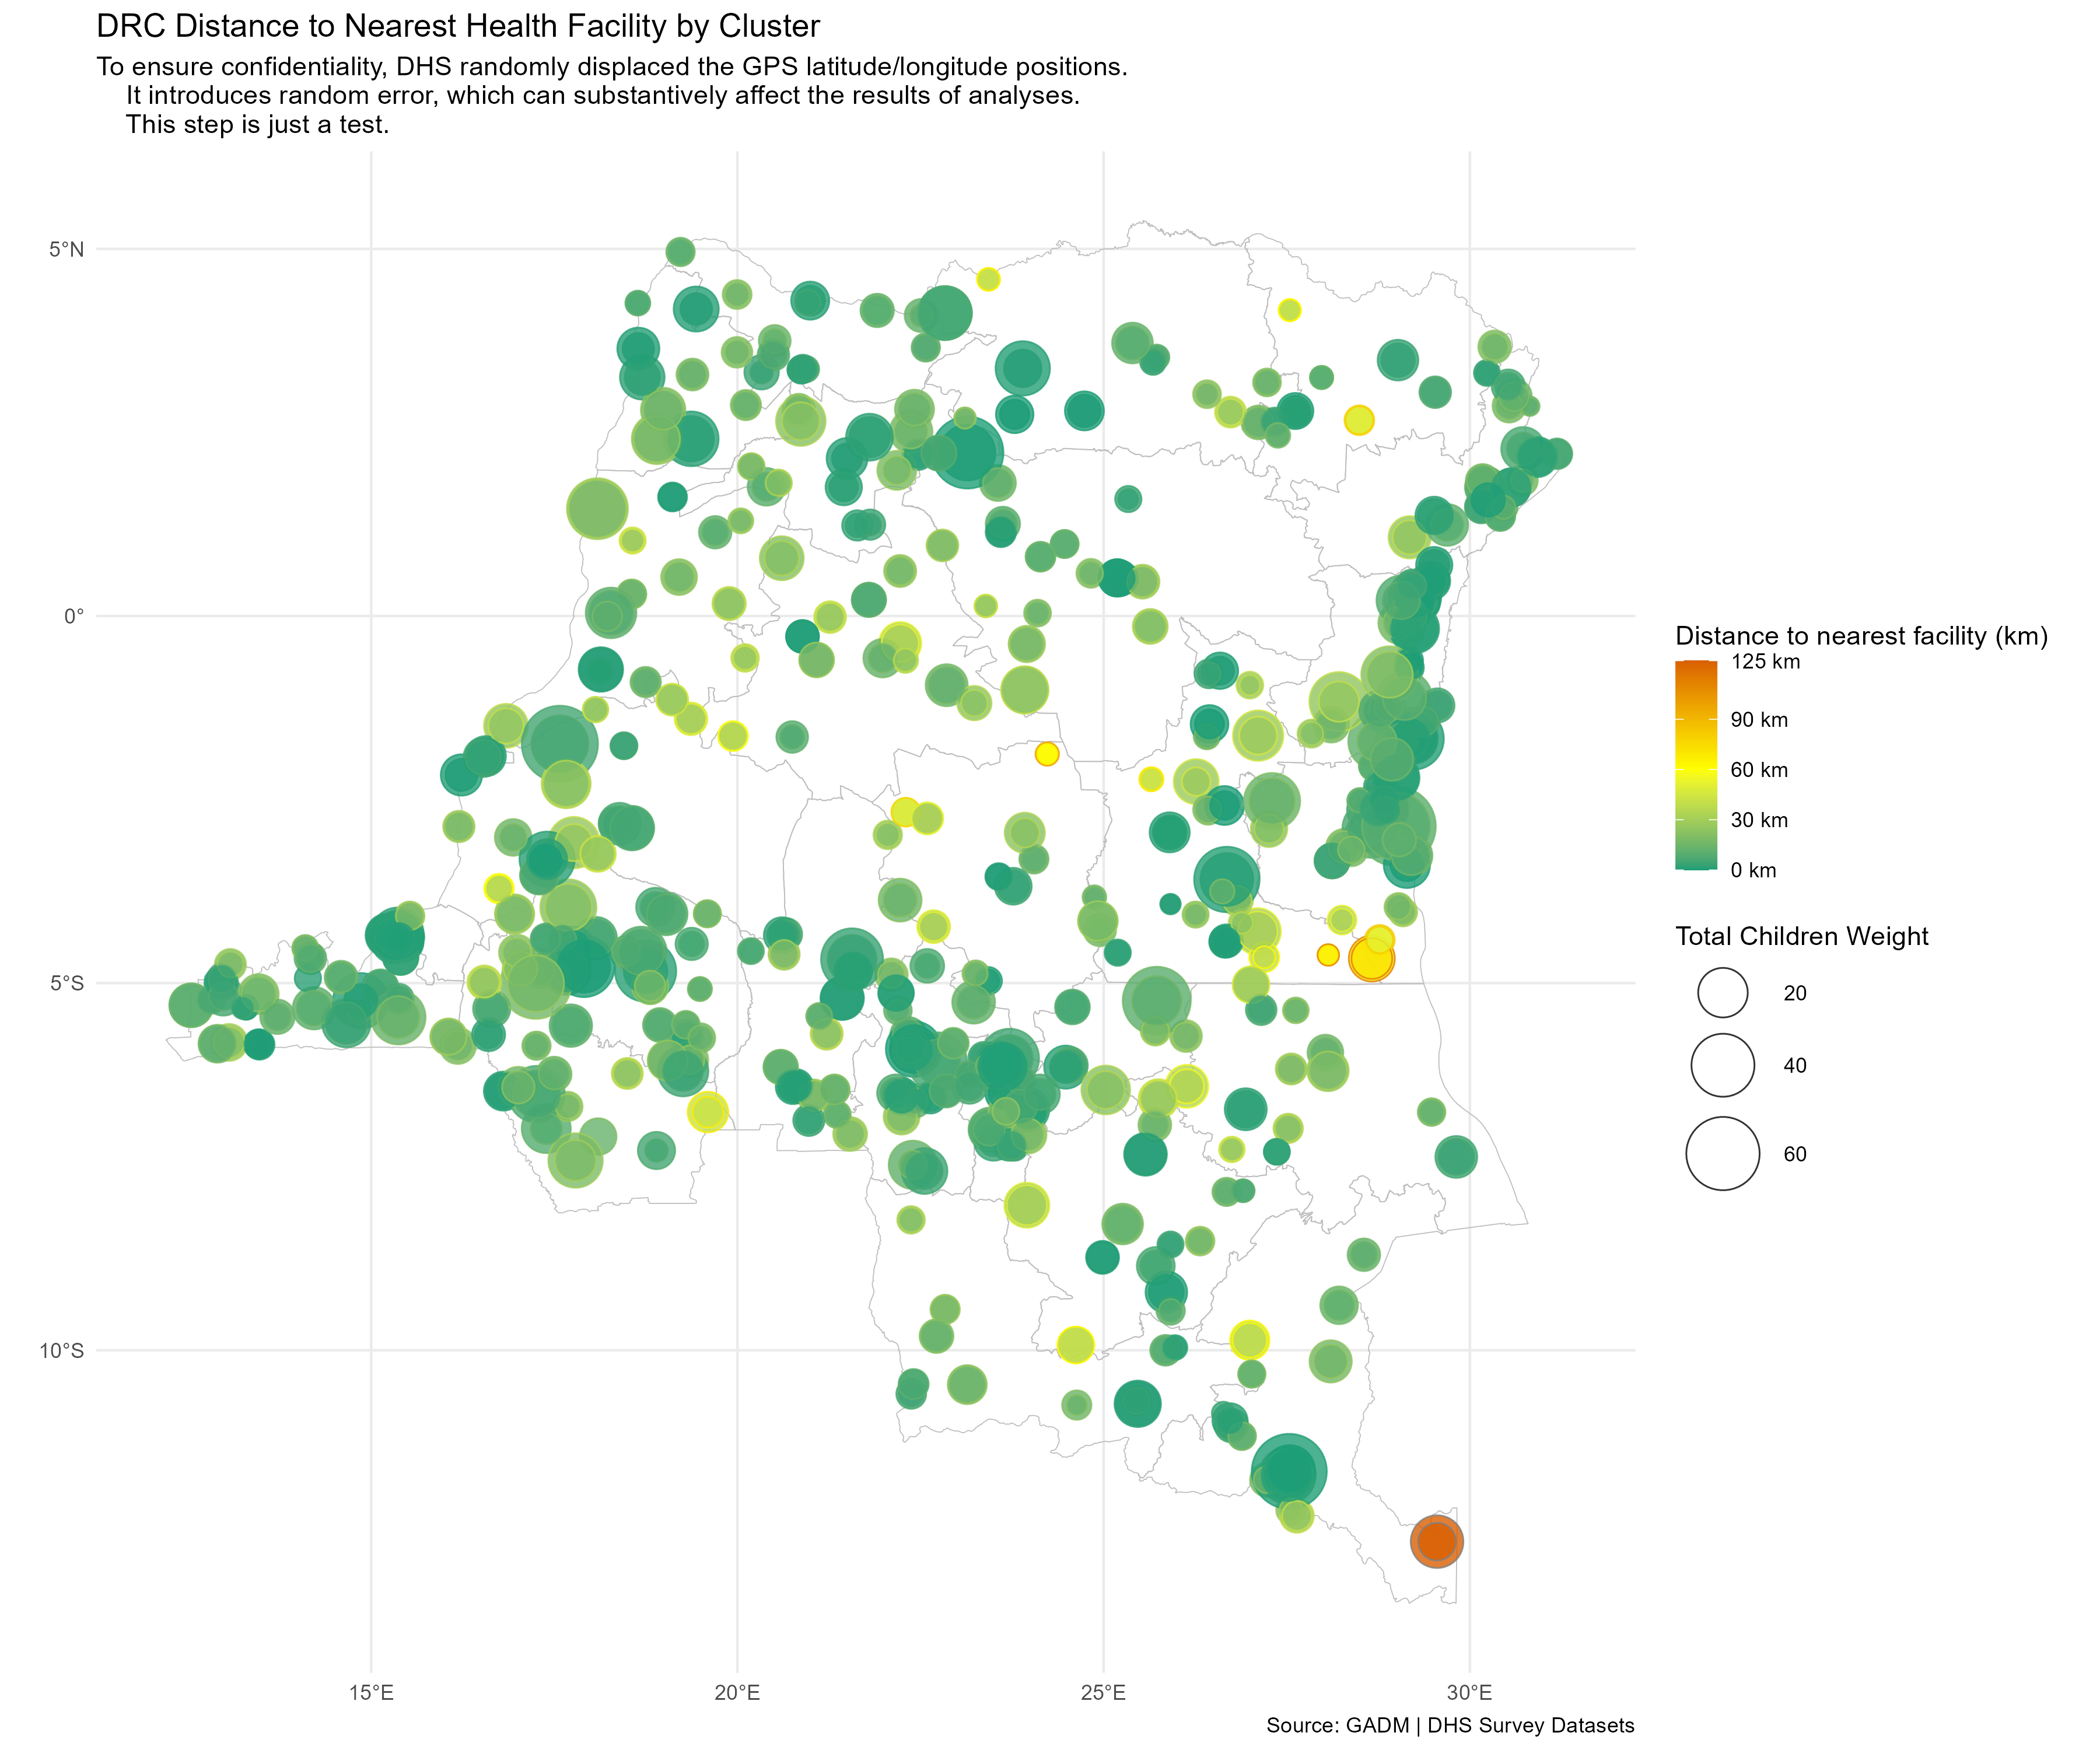 DRC Distance to Nearest Health Facility by Cluster
To ensure confidentiality, DHS randomly displaced the GPS latitude/longitude positions.
It introduces random error, which can substantively affect the results of analyses.
This step is just a test.
5°N
0°
5°S
10°S
15°E
20°E
25°E
30°E
Distance to nearest facility (km)
125 km
90 km
60 km
30 km
0 km
Total Children Weight
20
40
60
Source: GADM | DHS Survey Datasets